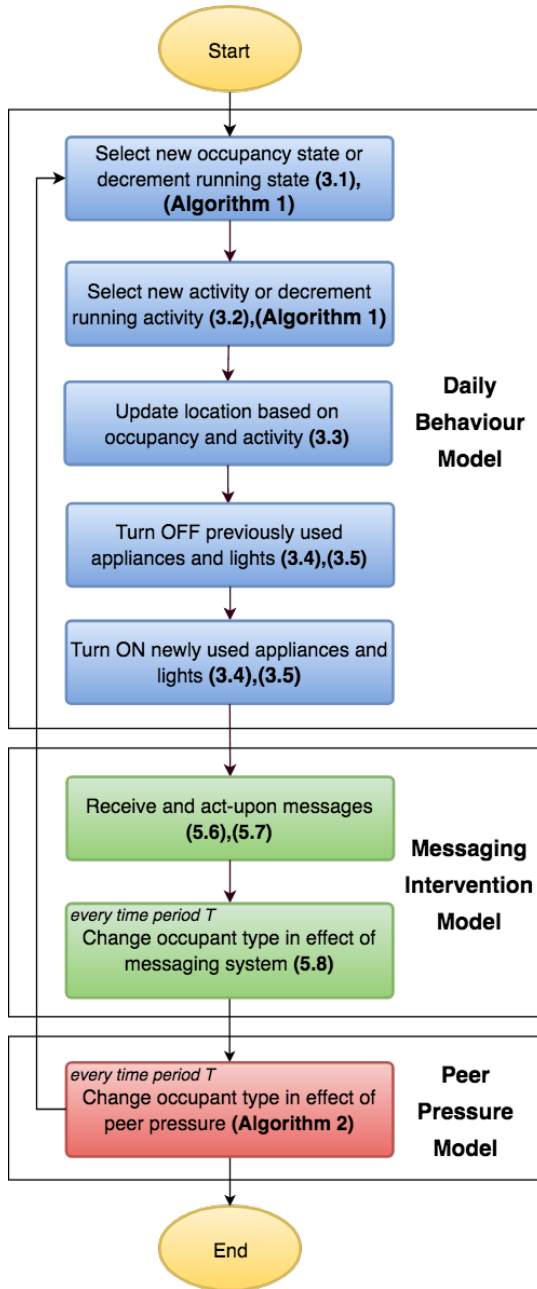 Start
Select new occupancy state or
decrement running state (3.1),
(Algorithm 1)
Select new activity or decrement
running activity (3.2),(Algorithm 1)
Update location based on
occupancy and activity (3.3)
Turn OFF previously used
appliances and lights (3.4),(3.5)
Turn ON newly used appliances and
lights (3.4),(3.5)
Daily
Behaviour
Model
Receive and act-upon messages
(5.6),(5.7)
every time period T
Change occupant type in effect of
messaging system (5.8)
Messaging
Intervention
Model
every time period T
Change occupant type in effect of
peer pressure (Algorithm 2)
Peer
Pressure
Model
End